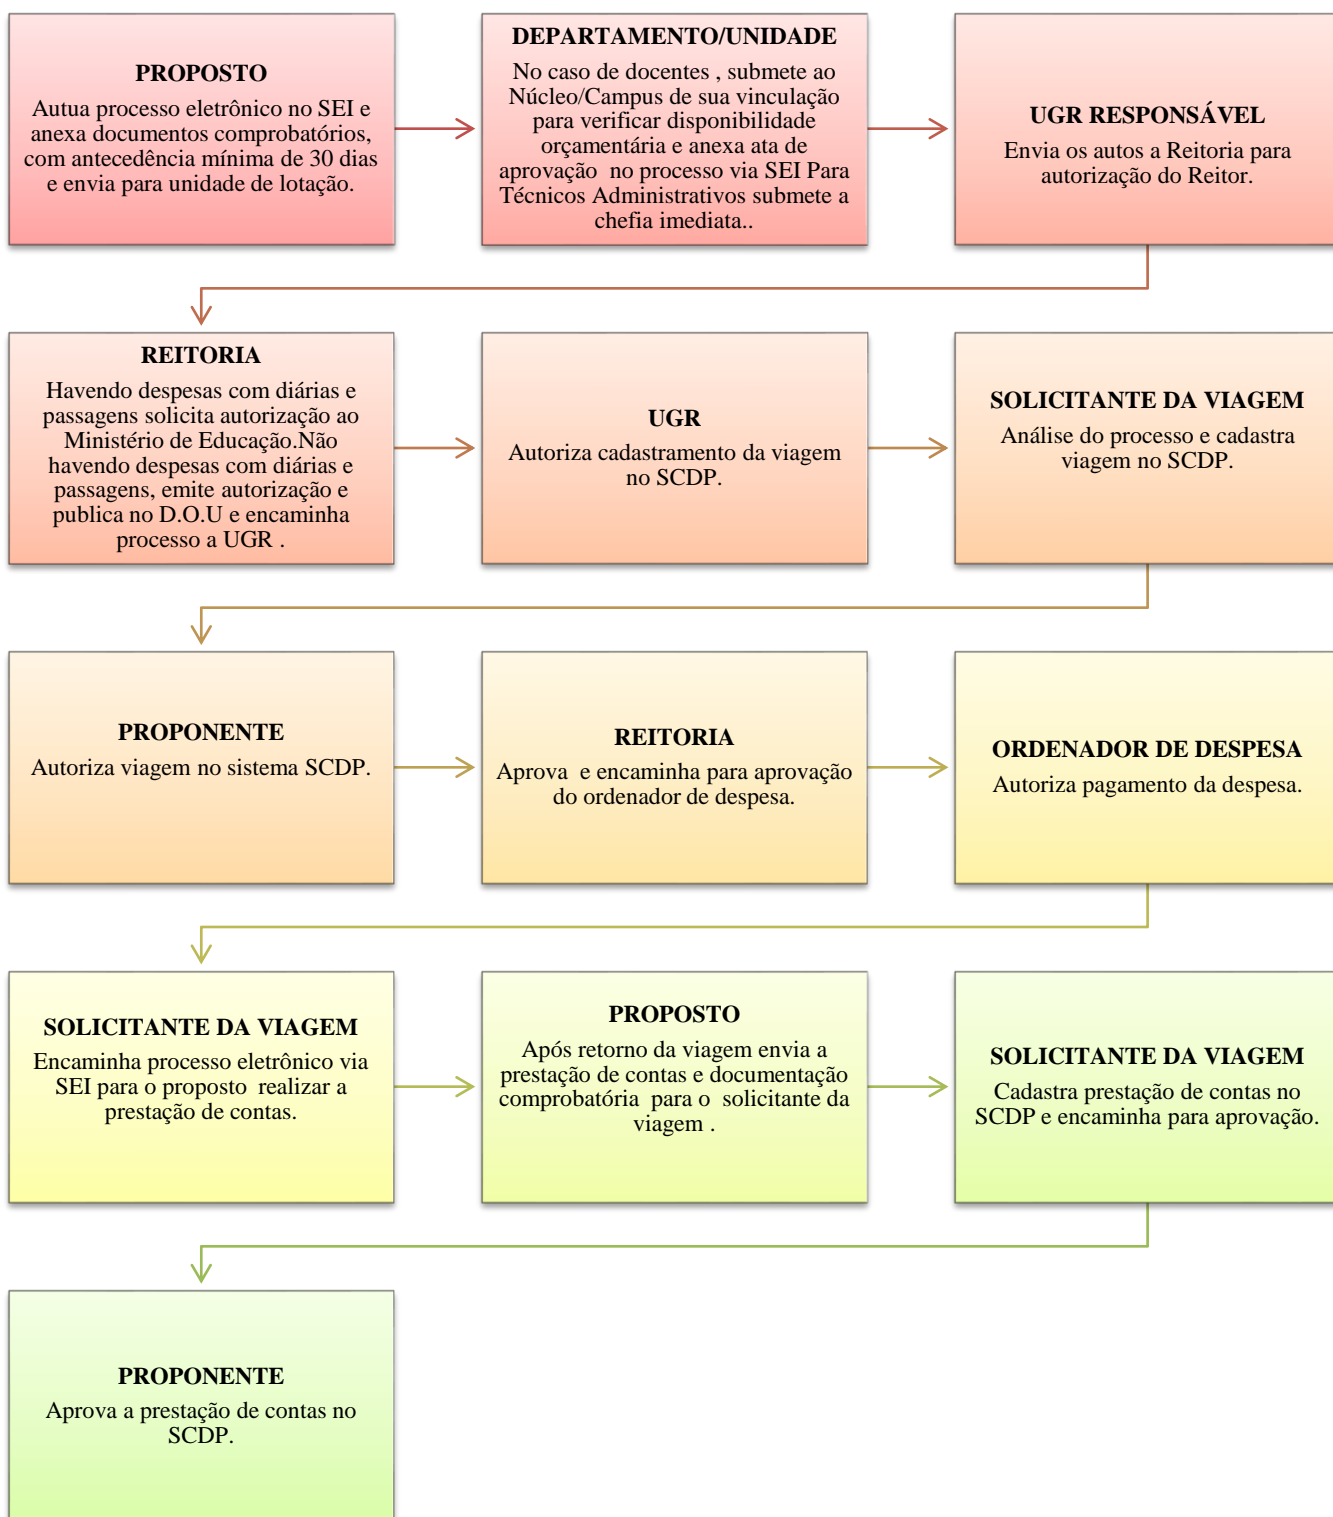 PROPOSTO
Autua processo eletrônico no SEI e
anexa documentos comprobatórios,
com antecedência mínima de 30 dias
e envia para unidade de lotação.
DEPARTAMENTO/UNIDADE
No caso de docentes , submete ao
Núcleo/Campus de sua vinculação
para verificar disponibilidade
orçamentária e anexa ata de
aprovação  no processo via SEI Para
Técnicos Administrativos submete a
chefia imediata..
UGR RESPONSÁVEL
Envia os autos a Reitoria para
autorização do Reitor.
REITORIA
Havendo despesas com diárias e
passagens solicita autorização ao
Ministério de Educação.Não
havendo despesas com diárias e
passagens, emite autorização e
publica no D.O.U e encaminha
processo a UGR .
UGR
Autoriza cadastramento da viagem
no SCDP.
SOLICITANTE DA VIAGEM
Análise do processo e cadastra
viagem no SCDP.
PROPONENTE
Autoriza viagem no sistema SCDP.
REITORIA
Aprova  e encaminha para aprovação
do ordenador de despesa.
ORDENADOR DE DESPESA
Autoriza pagamento da despesa.
SOLICITANTE DA VIAGEM
Encaminha processo eletrônico via
SEI para o proposto  realizar a
prestação de contas.
PROPOSTO
Após retorno da viagem envia a
prestação de contas e documentação
comprobatória  para o  solicitante da
viagem .
SOLICITANTE DA VIAGEM
Cadastra prestação de contas no
SCDP e encaminha para aprovação.
PROPONENTE
Aprova a prestação de contas no
SCDP.